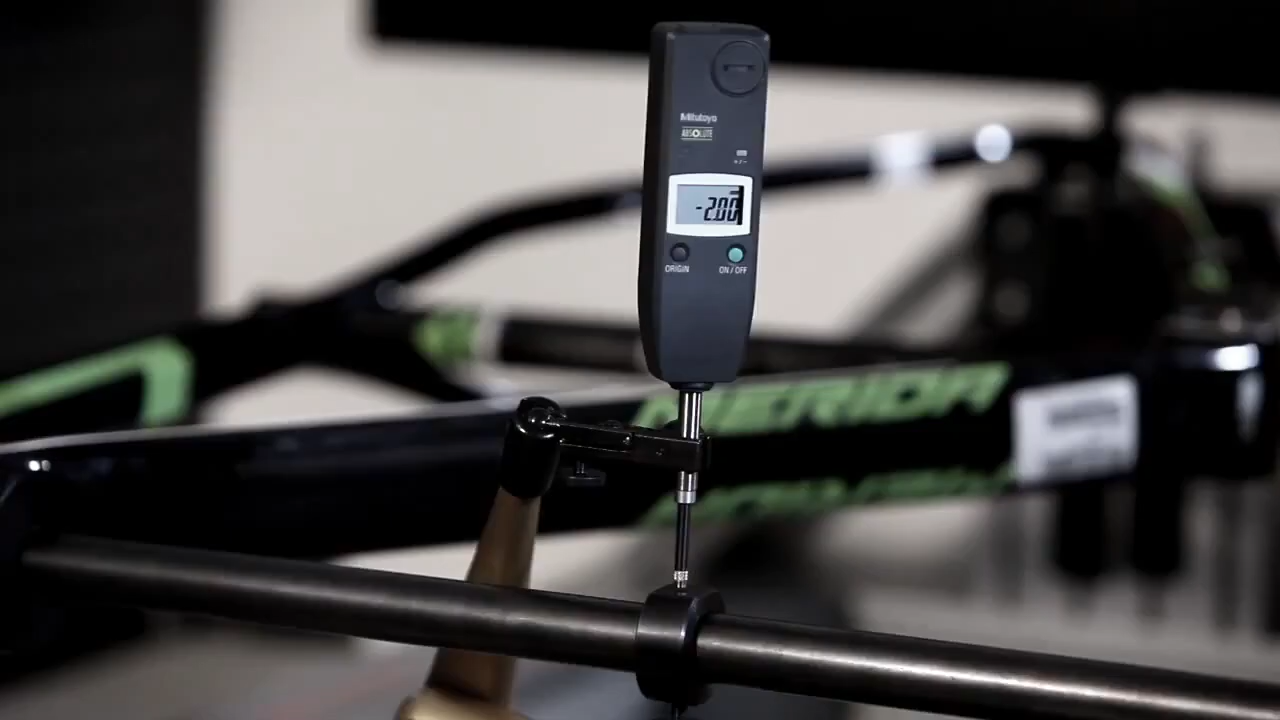 Mitutoyo
ABSOLUTE
-2.00
ORIGIN
ON / OFF
MERIDA